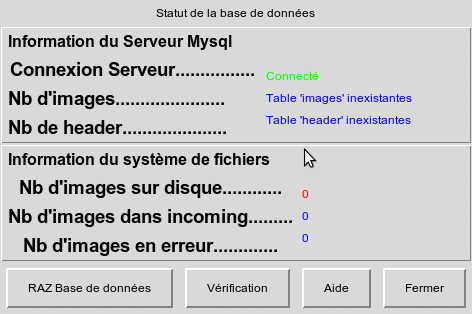 Statut de la base de données
Information du Serveur Mysql
Connexion Serveur................ Connecté
Nb d'images...................... Table 'images' inexistantes
Nb de header..................... Table 'header' inexistantes
Information du système de fichiers
Nb d'images sur disque............ 0
Nb d'images dans incoming......... 0
Nb d'images en erreur............. 0
RAZ Base de données Vérification Aide Fermer